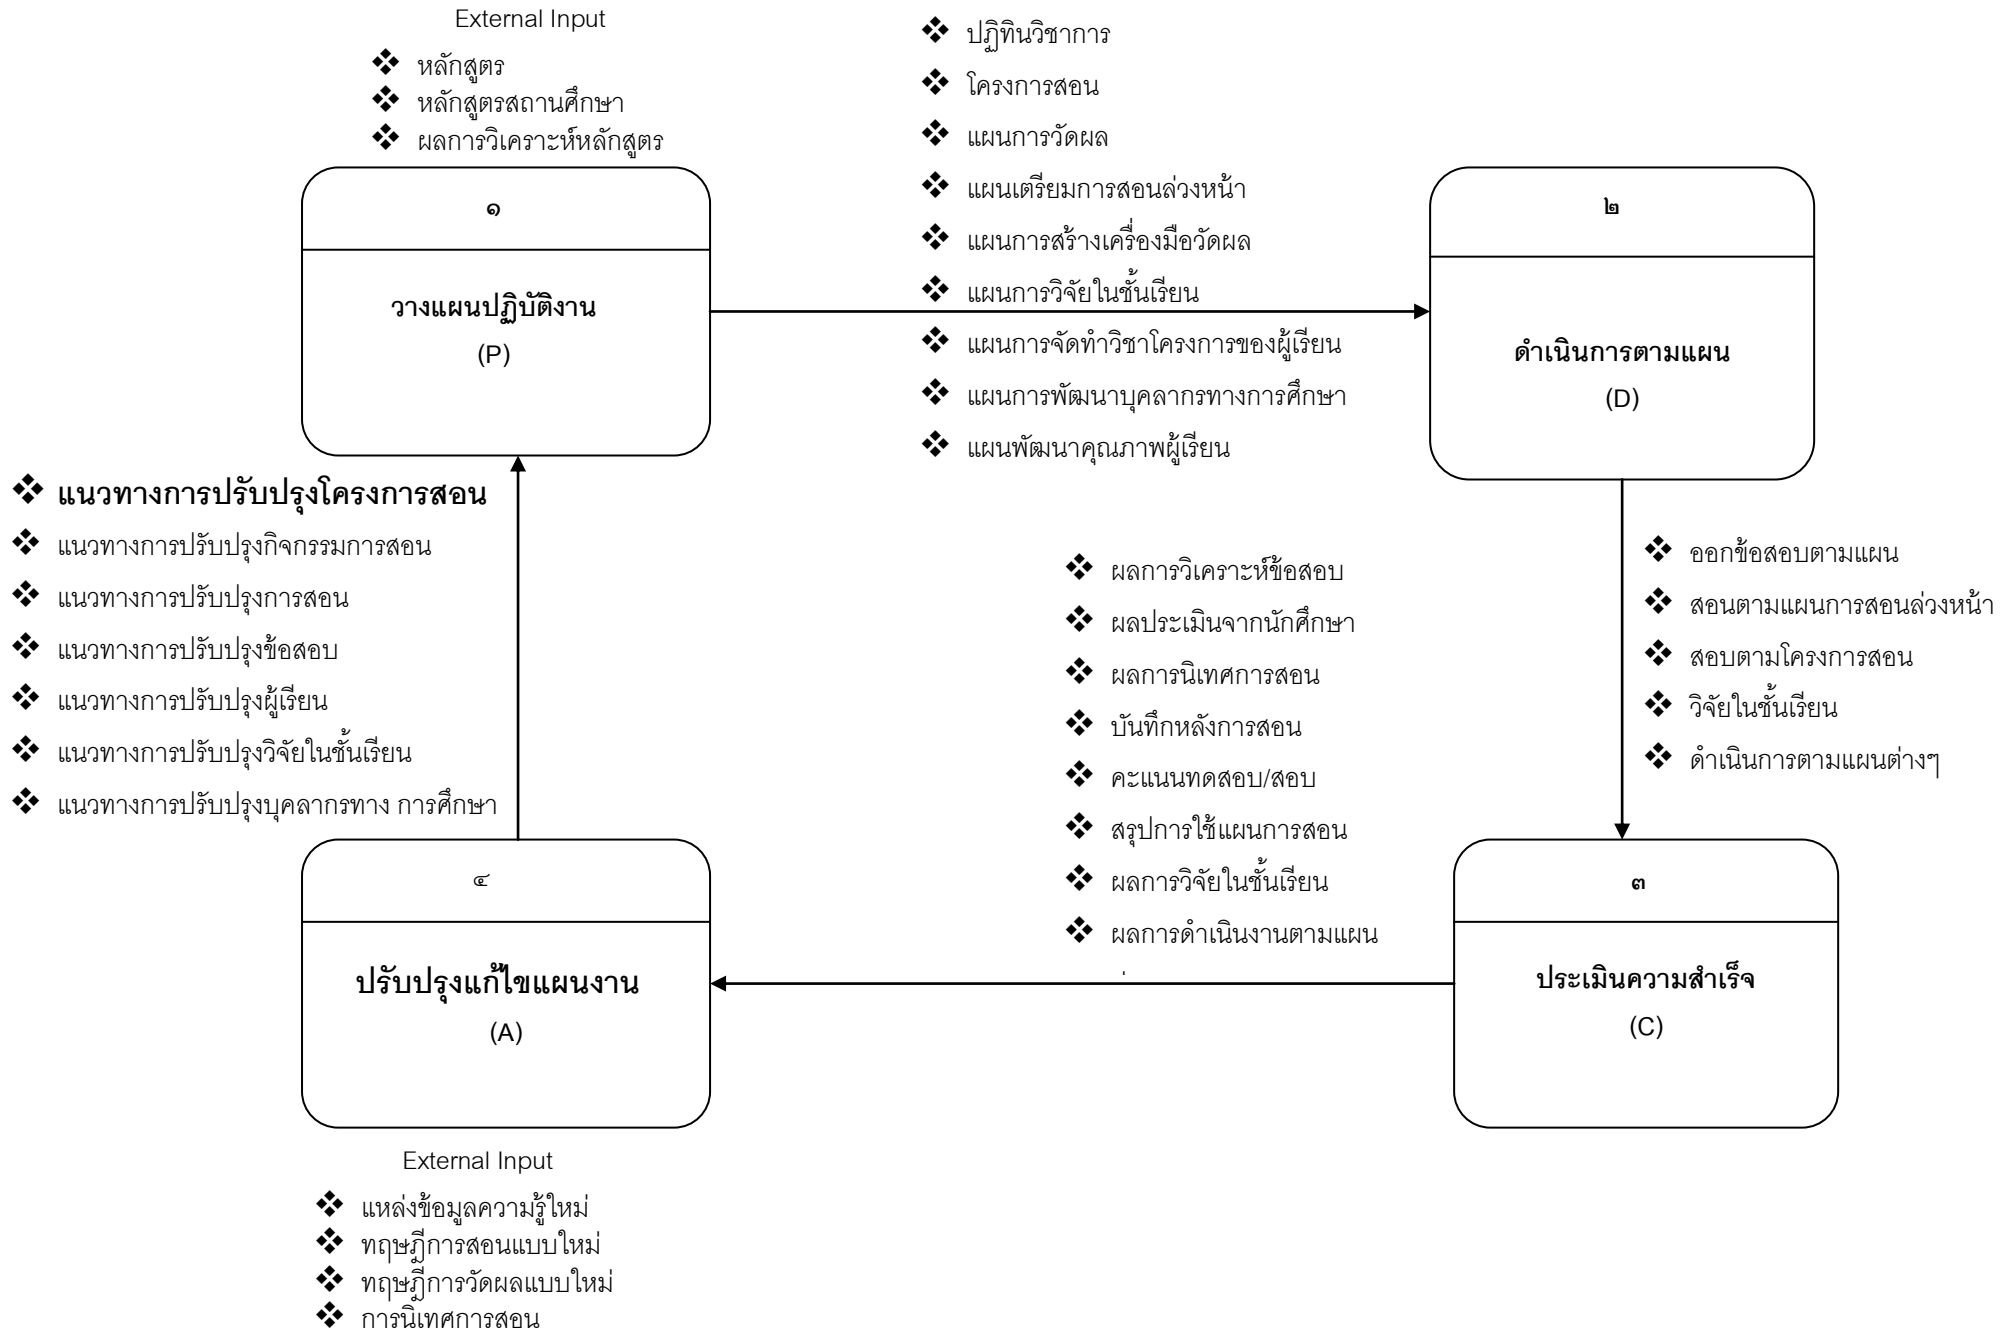 External Input
❖ หลักสูตร
❖ หลักสูตรสถานศึกษา
❖ ผลการวิเคราะห์หลักสูตร
๑
วางแผนปฏิบัติงาน
(P)
❖ ปฏิทินวิชาการ
❖ โครงการสอน
❖ แผนการวัดผล
❖ แผนเตรียมการสอนล่วงหน้า
❖ แผนการสร้างเครื่องมือวัดผล
❖ แผนการวิจัยในชั้นเรียน
❖ แผนการจัดทำวิชาโครงการของผู้เรียน
❖ แผนการพัฒนาบุคลากรทางการศึกษา
❖ แผนพัฒนาคุณภาพผู้เรียน
๒
ดำเนินการตามแผน
(D)
❖ ออกข้อสอบตามแผน
❖ สอนตามแผนการสอนล่วงหน้า
❖ สอบตามโครงการสอน
❖ วิจัยในชั้นเรียน
❖ ดำเนินการตามแผนต่างๆ
๓
ประเมินความสำเร็จ
(C)
❖ ผลการวิเคราะห์ข้อสอบ
❖ ผลประเมินจากนักศึกษา
❖ ผลการนิเทศการสอน
❖ บันทึกหลังการสอน
❖ คะแนนทดสอบ/สอบ
❖ สรุปการใช้แผนการสอน
❖ ผลการวิจัยในชั้นเรียน
❖ ผลการดำเนินงานตามแผน
๔
ปรับปรุงแก้ไขแผนงาน
(A)
❖ แนวทางการปรับปรุงโครงการสอน
❖ แนวทางการปรับปรุงกิจกรรมการสอน
❖ แนวทางการปรับปรุงการสอน
❖ แนวทางการปรับปรุงข้อสอบ
❖ แนวทางการปรับปรุงผู้เรียน
❖ แนวทางการปรับปรุงวิจัยในชั้นเรียน
❖ แนวทางการปรับปรุงบุคลากรทาง การศึกษา
External Input
❖ แหล่งข้อมูลความรู้ใหม่
❖ ทฤษฎีการสอนแบบใหม่
❖ ทฤษฎีการวัดผลแบบใหม่
❖ การนิเทศการสอน